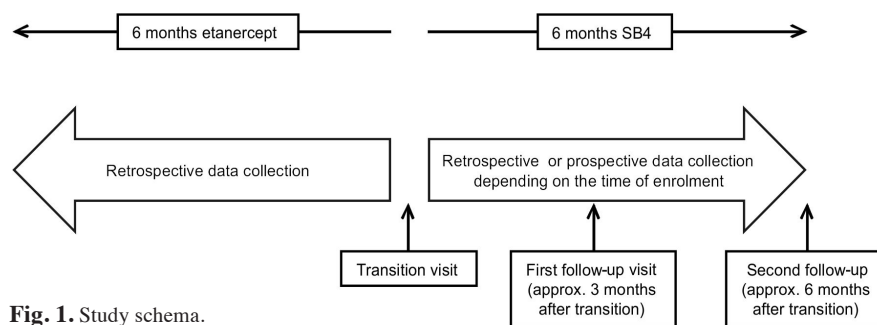 6 months etanercept
6 months SB4
Retrospective data collection
Retrospective or prospective data collection
depending on the time of enrolment
Transition visit
First follow-up visit
(approx. 3 months
after transition)
Second follow-up
(approx. 6 months
after transition)
Fig. 1. Study schema.